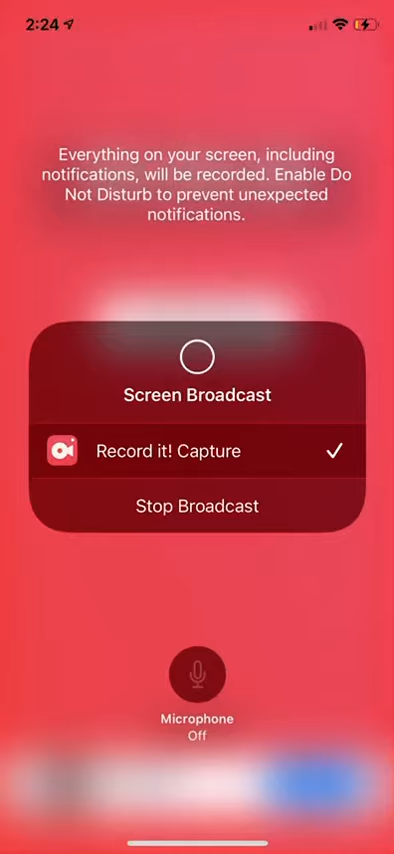 2:24
Everything on your screen, including
notifications, will be recorded. Enable Do
Not Disturb to prevent unexpected
notifications.
Screen Broadcast
Record it! Capture
Stop Broadcast
Microphone
Off